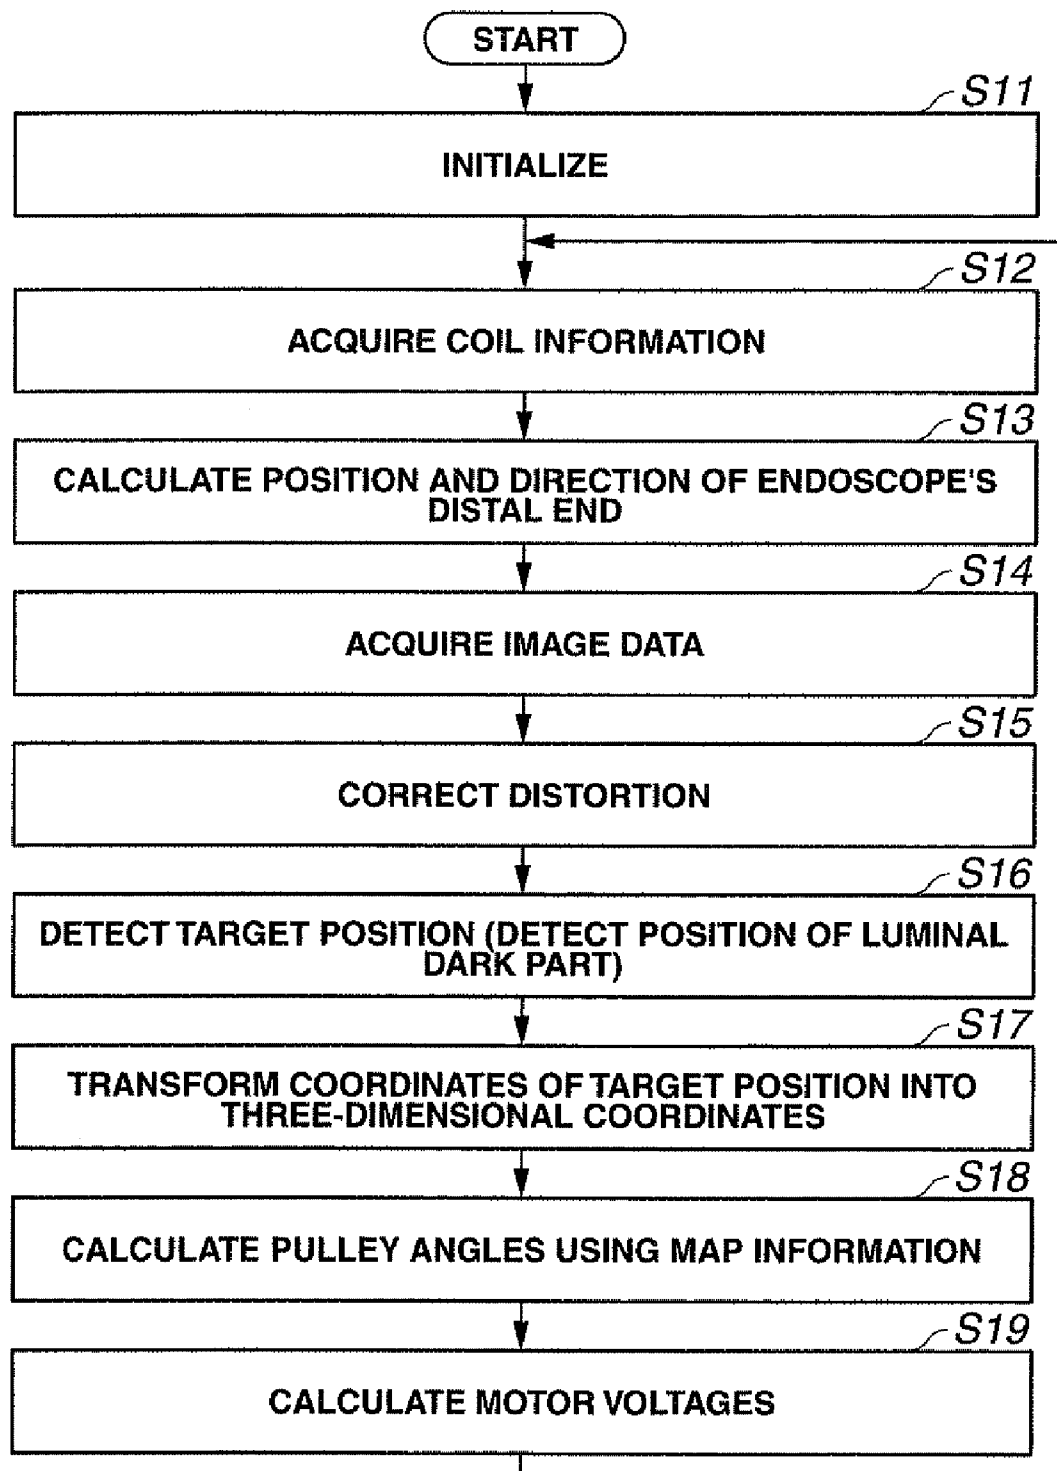 START
S11
INITIALIZE
S12
ACQUIRE COIL INFORMATION
S13
CALCULATE POSITION AND DIRECTION OF ENDOSCOPE'S
DISTAL END
S14
ACQUIRE IMAGE DATA
S15
CORRECT DISTORTION
S16
DETECT TARGET POSITION (DETECT POSITION OF LUMINAL
DARK PART)
S17
TRANSFORM COORDINATES OF TARGET POSITION INTO
THREE-DIMENSIONAL COORDINATES
S18
CALCULATE PULLEY ANGLES USING MAP INFORMATION
S19
CALCULATE MOTOR VOLTAGES